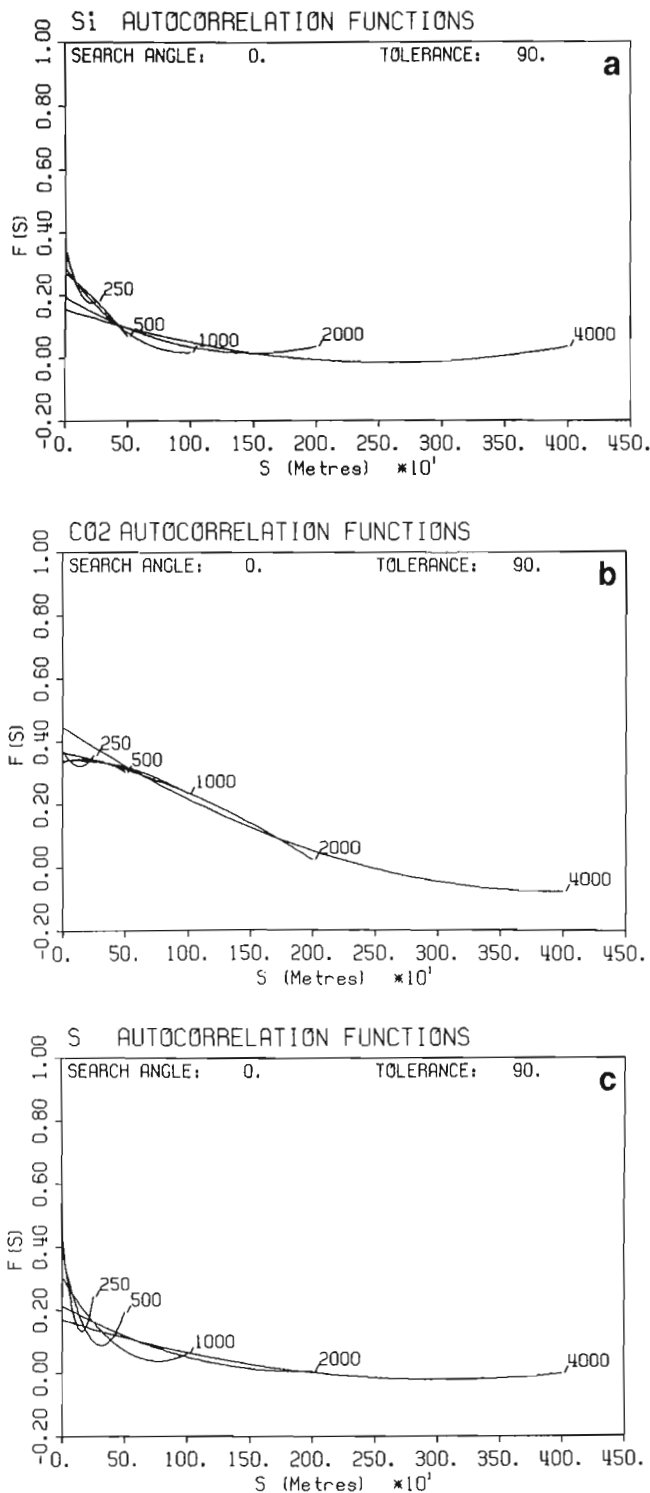 Si AUTOCORRELATION FUNCTIONS
SEARCH ANGLE: 0. TOLERANCE: 90. a
1.00
0.80
0.60
0.40
0.20
0.00
-0.20
F(S)
250
500
1000
2000
4000
-0. 50. 100. 150. 200. 250. 300. 350. 400. 450.
S (Metres) *10¹
CO2 AUTOCORRELATION FUNCTIONS
SEARCH ANGLE: 0. TOLERANCE: 90. b
1.00
0.80
0.60
0.40
0.20
0.00
-0.20
F(S)
250
500
1000
2000
4000
-0. 50. 100. 150. 200. 250. 300. 350. 400. 450.
S (Metres) *10¹
S AUTOCORRELATION FUNCTIONS
SEARCH ANGLE: 0. TOLERANCE: 90. c
1.00
0.80
0.60
0.40
0.20
0.00
-0.20
F(S)
250
500
1000
2000
4000
-0. 50. 100. 150. 200. 250. 300. 350. 400. 450.
S (Metres) *10¹